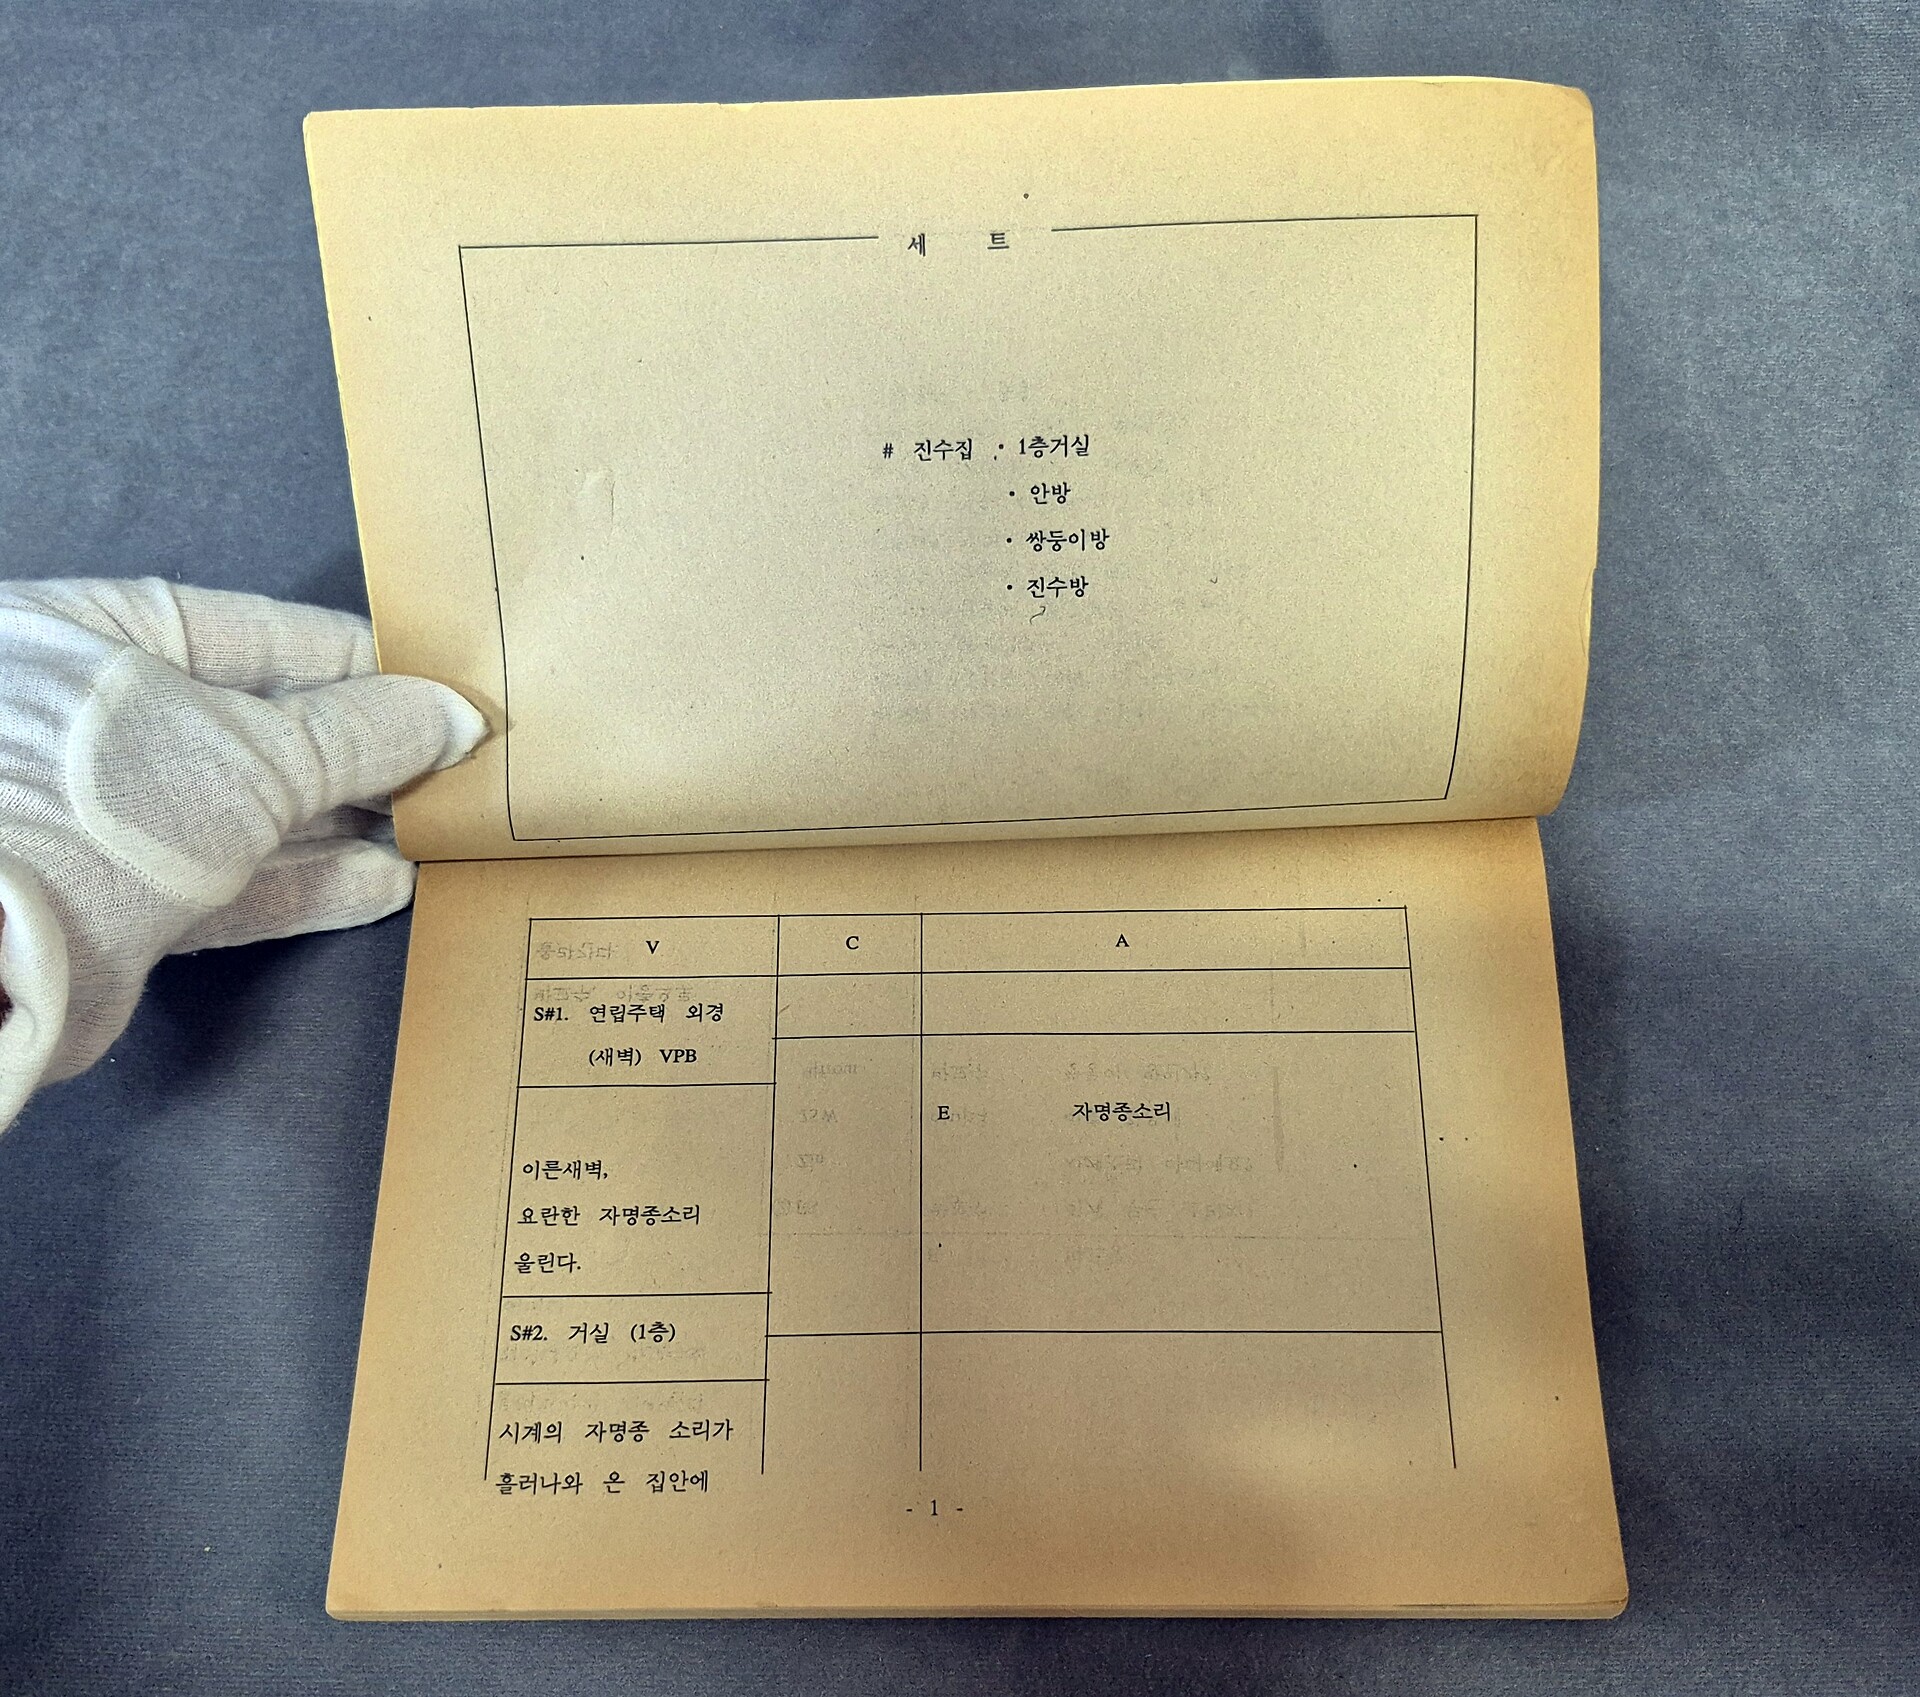 세 트
# 진수집 · 1층거실
· 안방
· 쌍둥이방
· 진수방
V C A
S#1. 연립주택 외경
(새벽) VPB
E 자명종소리
이른새벽,
요란한 자명종소리
울린다.
S#2. 거실 (1층)
시계의 자명종 소리가
흘러나와 온 집안에
- 1 -